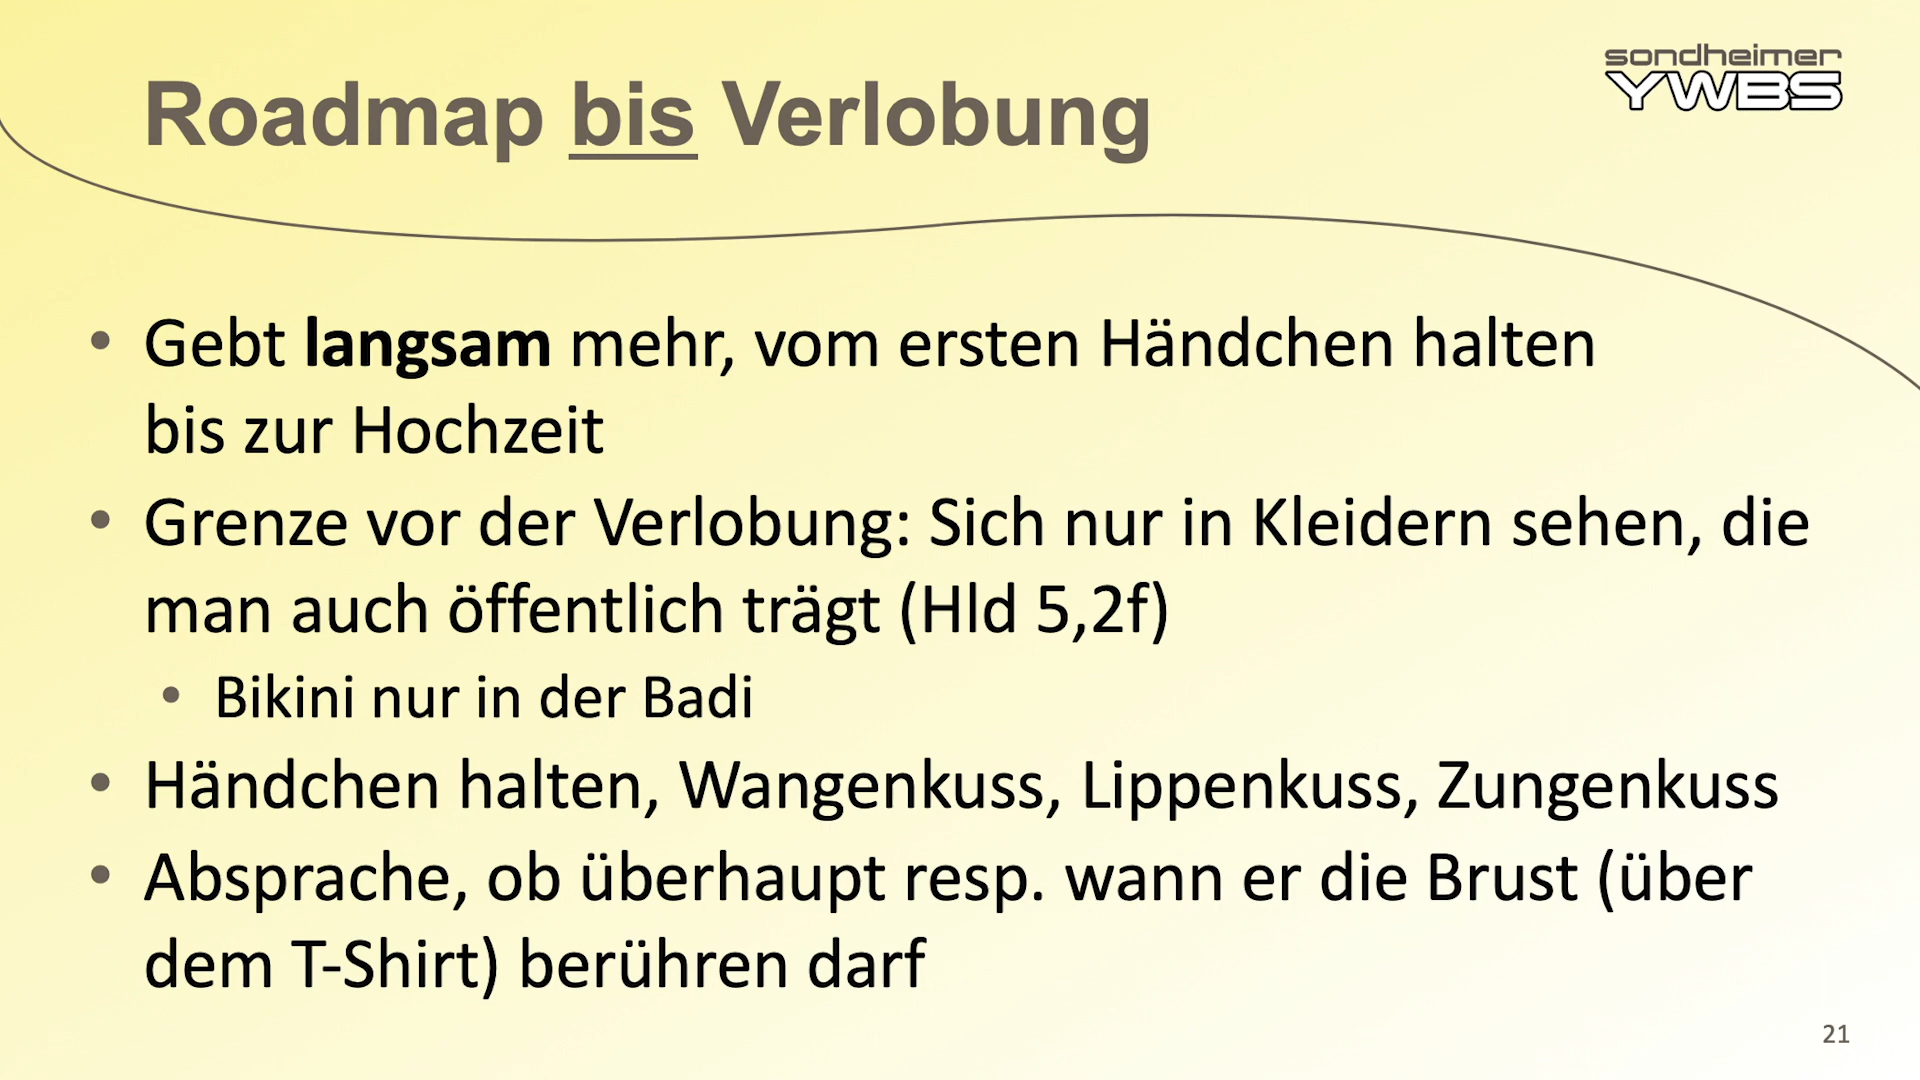 sondheimer
YWBS
Roadmap bis Verlobung
• Gebt langsam mehr, vom ersten Händchen halten
bis zur Hochzeit
• Grenze vor der Verlobung: Sich nur in Kleidern sehen, die
man auch öffentlich trägt (Hld 5,2f)
• Bikini nur in der Badi
• Händchen halten, Wangenkuss, Lippenkuss, Zungenkuss
• Absprache, ob überhaupt resp. wann er die Brust (über
dem T-Shirt) berühren darf
21